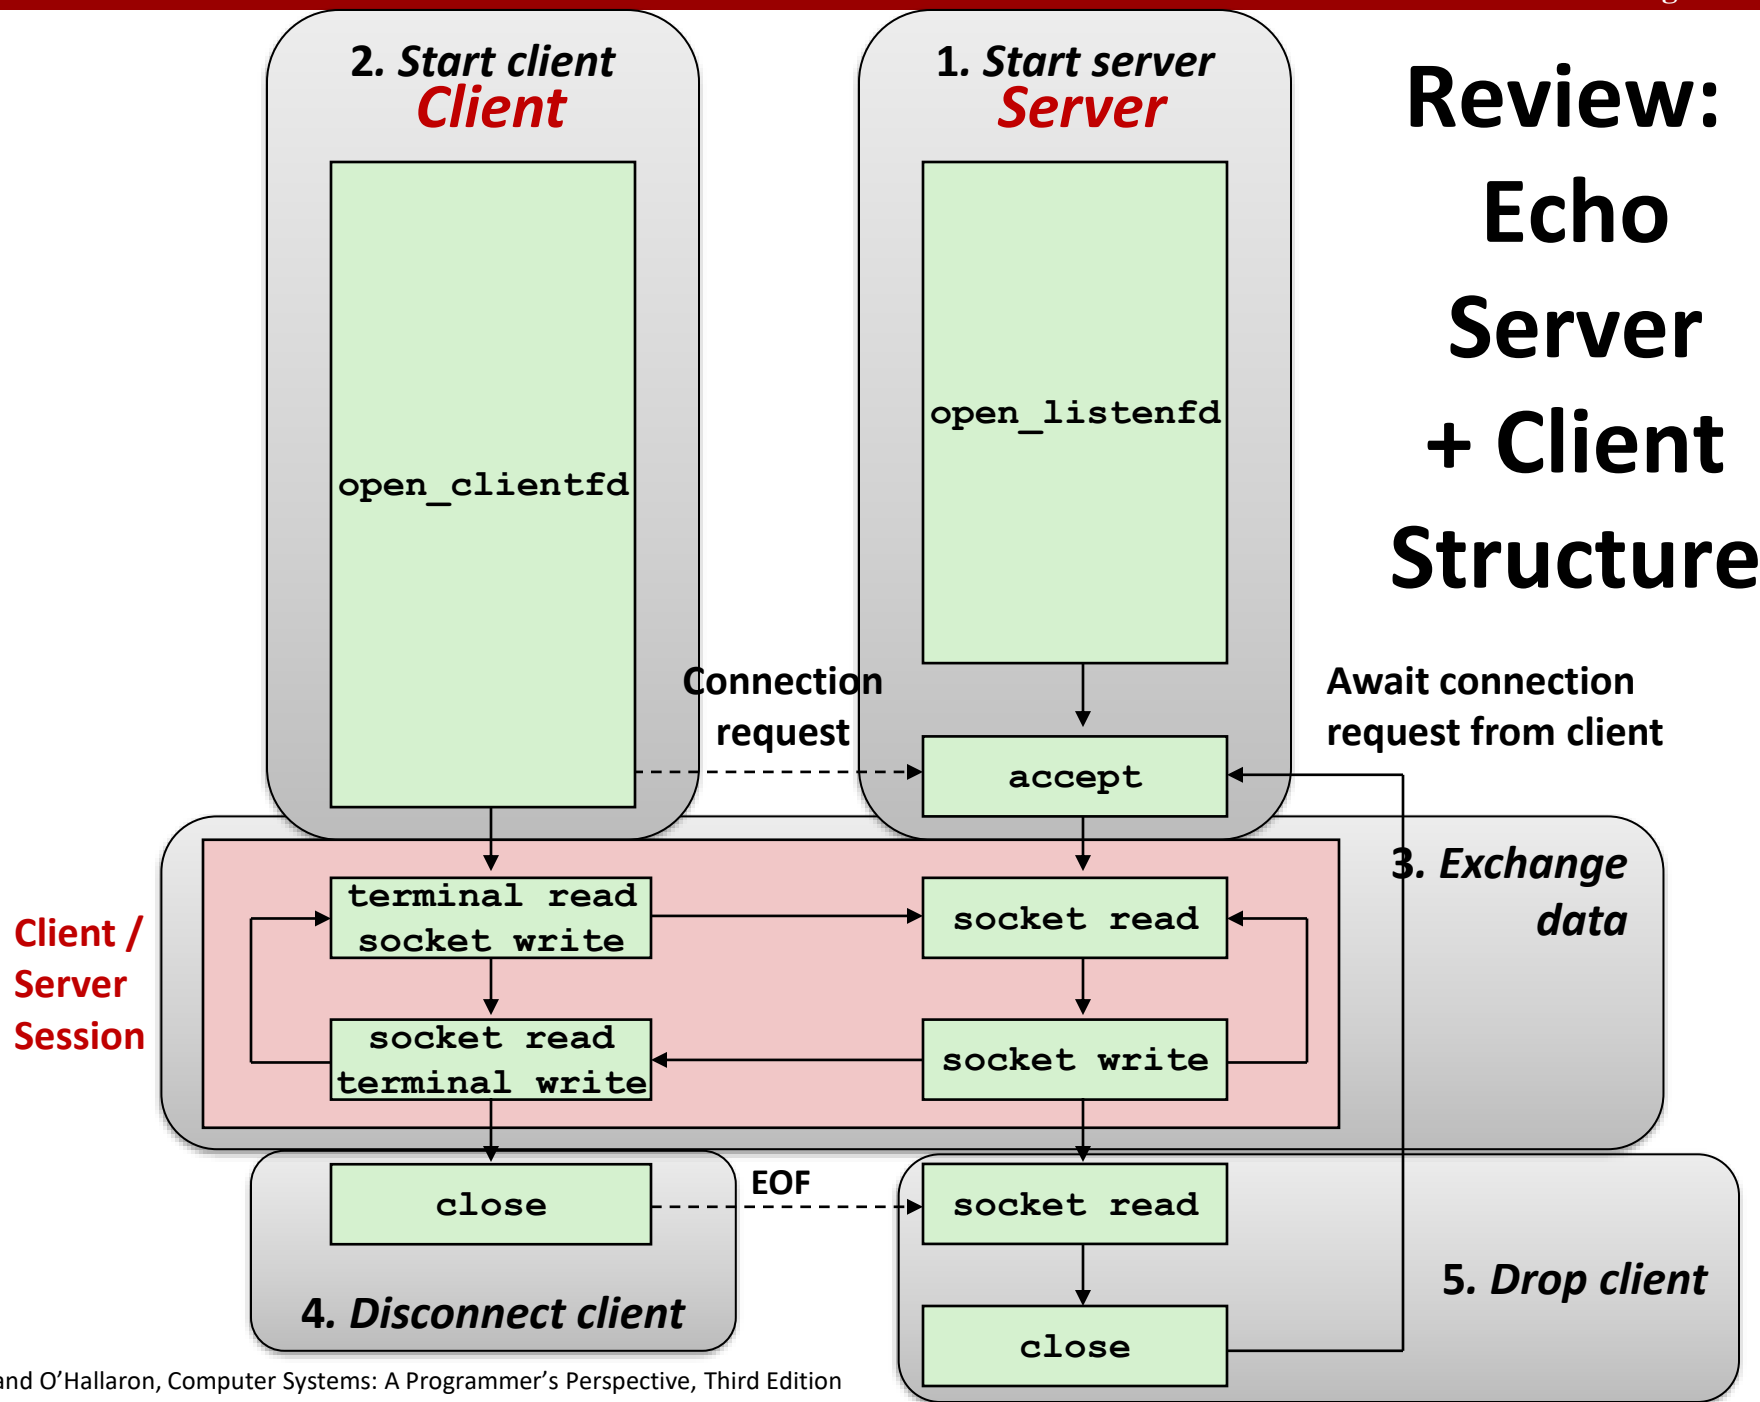 2. Start client
Client
1. Start server
Server
Review:
Echo
Server
+ Client
Structure
open_clientfd
open_listenfd
Connection
request
Await connection
request from client
accept
3. Exchange
data
Client /
Server
Session
terminal read
socket write
socket read
socket read
terminal write
socket write
close
EOF
socket read
4. Disconnect client
5. Drop client
close
and O’Hallaron, Computer Systems: A Programmer’s Perspective, Third Edition